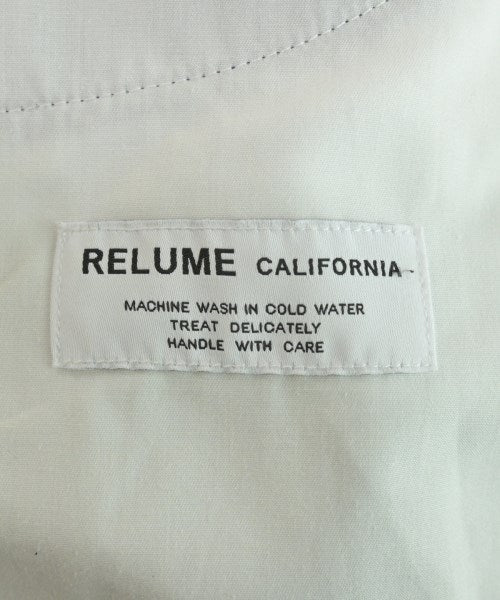 RELUME CALIFORNIA
MACHINE WASH IN COLD WATER
TREAT DELICATELY
HANDLE WITH CARE